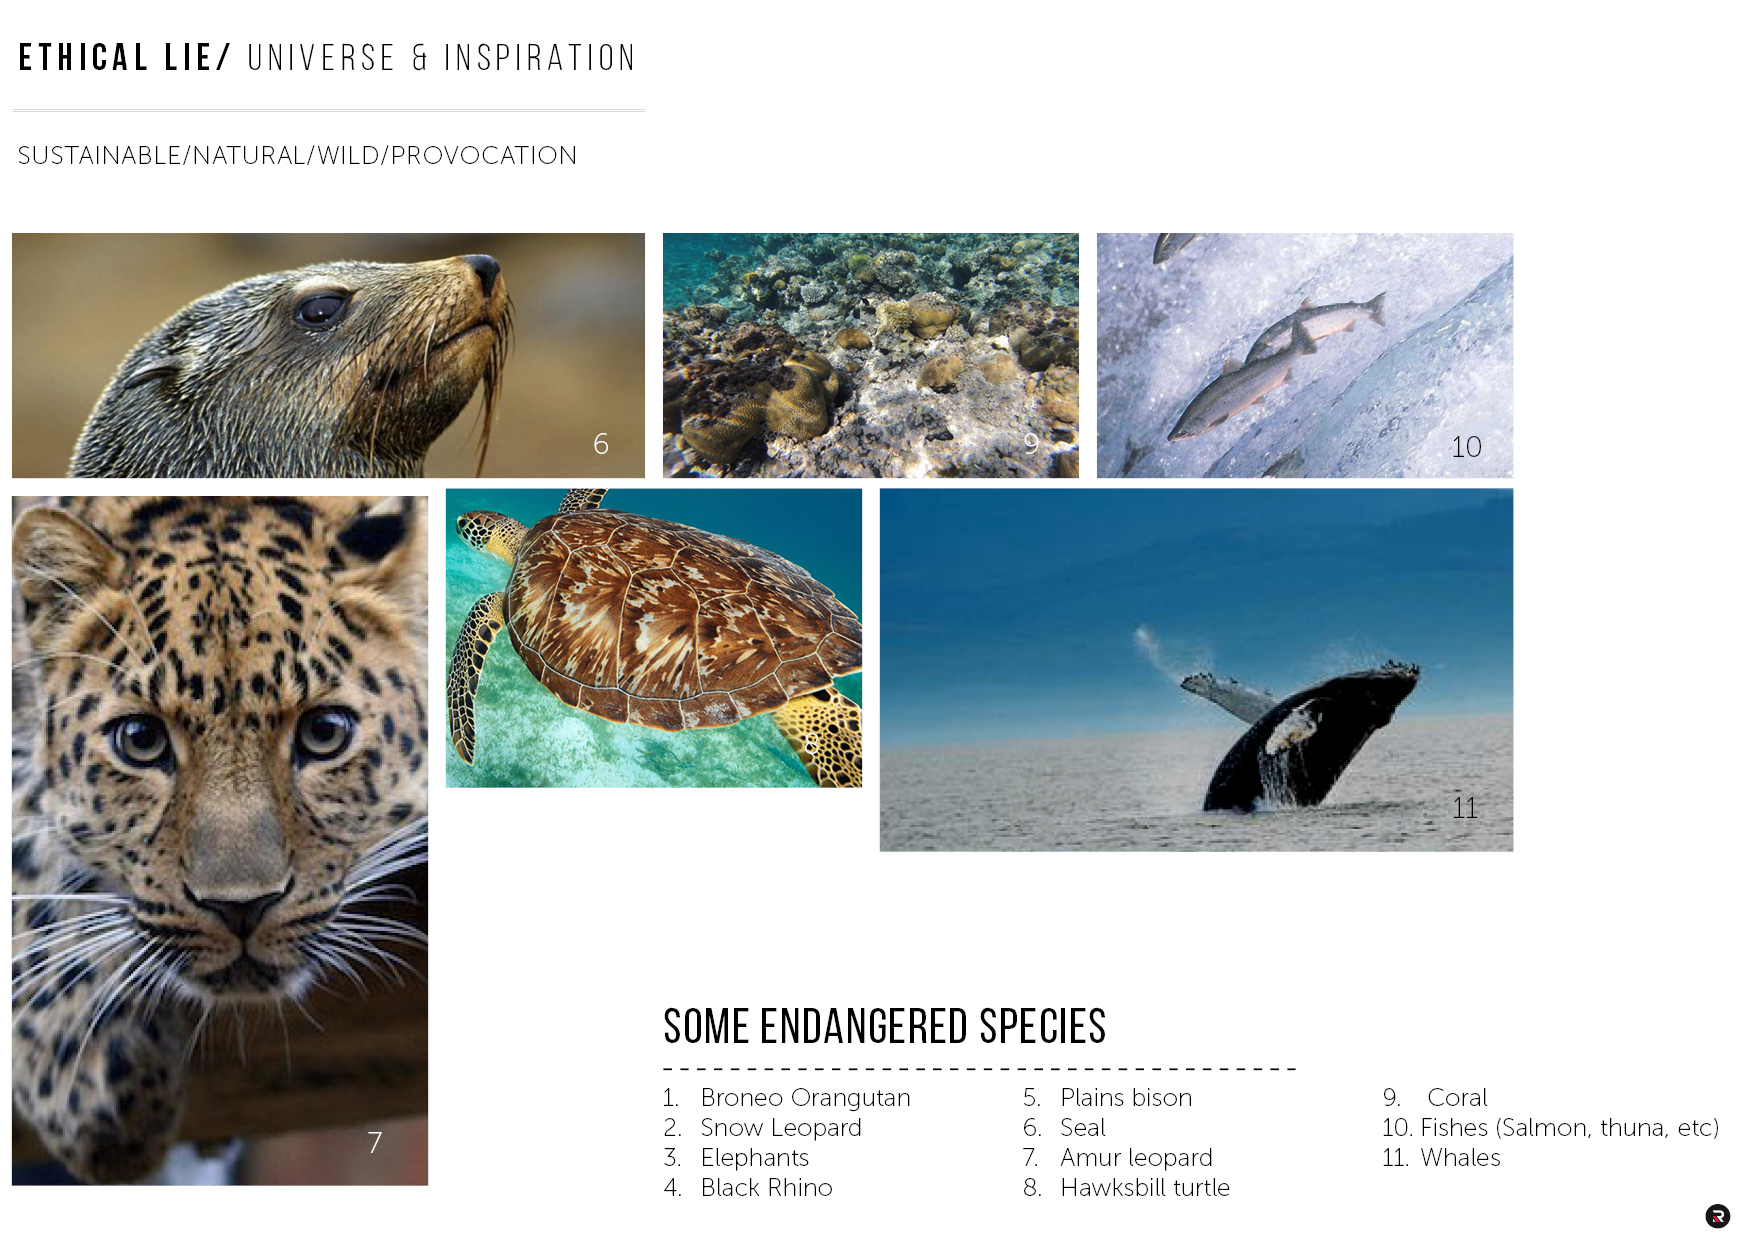 ETHICAL LIE/ UNIVERSE & INSPIRATION
SUSTAINABLE/NATURAL/WILD/PROVOCATION
6
9
10
7
8
11
SOME ENDANGERED SPECIES
1. Broneo Orangutan
2. Snow Leopard
3. Elephants
4. Black Rhino
5. Plains bison
6. Seal
7. Amur leopard
8. Hawksbill turtle
9. Coral
10. Fishes (Salmon, thuna, etc)
11. Whales
R